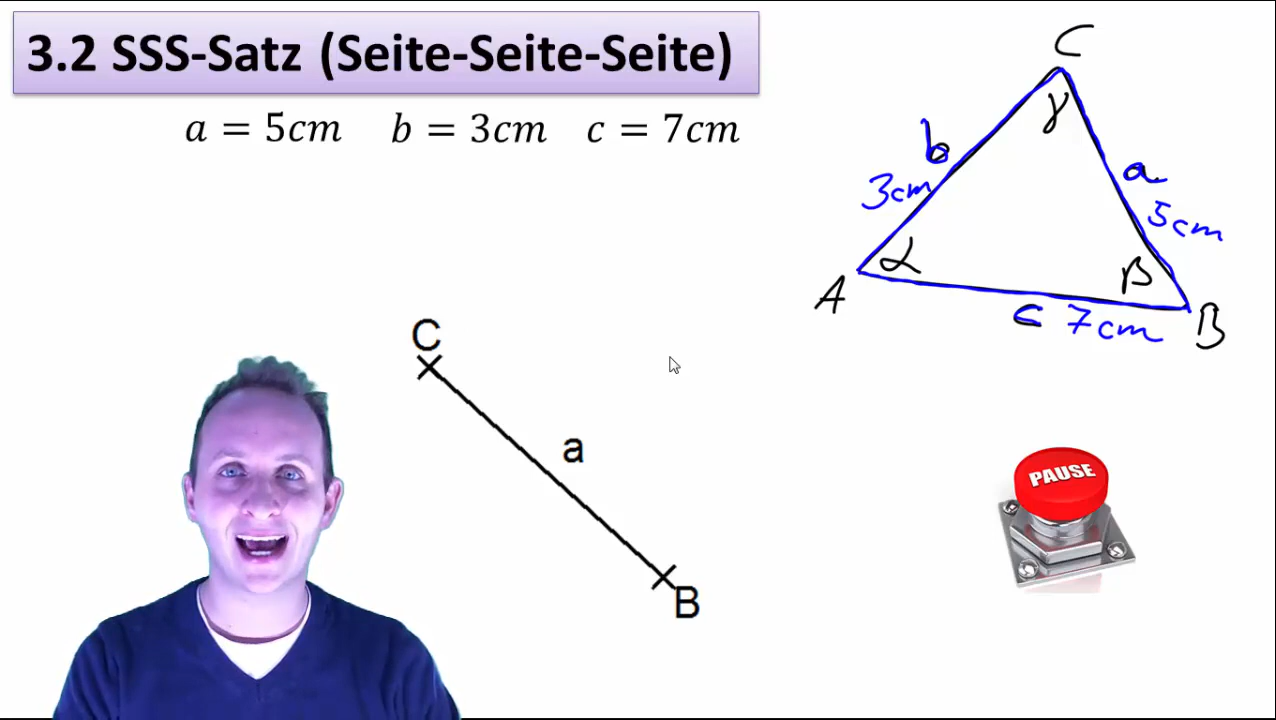 3.2 SSS-Satz (Seite-Seite-Seite)
a = 5cm b = 3cm c = 7cm
C
γ
b
3cm
a
5cm
α
β
A
c 7cm
B
C
a
B
PAUSE